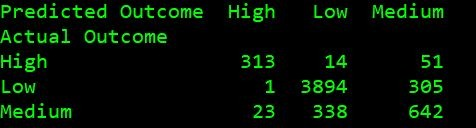 Predicted Outcome  High   Low  Medium
Actual Outcome
High                313    14      51
Low                   1  3894     305
Medium               23   338     642